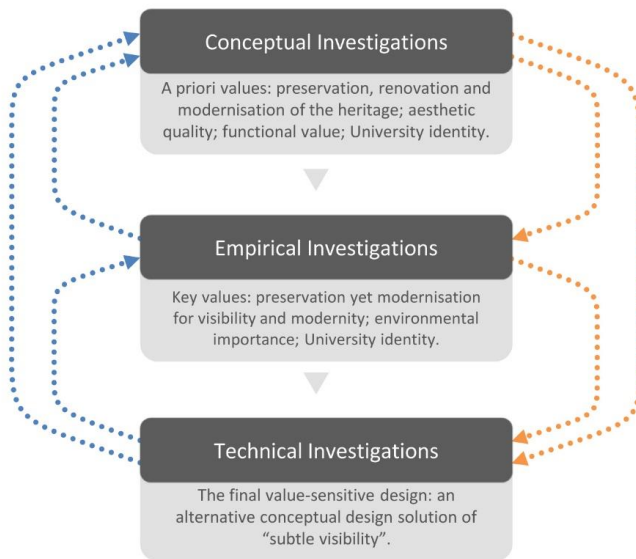 Conceptual Investigations
A priori values: preservation, renovation and
modernisation of the heritage; aesthetic
quality; functional value; University identity.
Empirical Investigations
Key values: preservation yet modernisation
for visibility and modernity; environmental
importance; University identity.
Technical Investigations
The final value-sensitive design: an
alternative conceptual design solution of
“subtle visibility”.